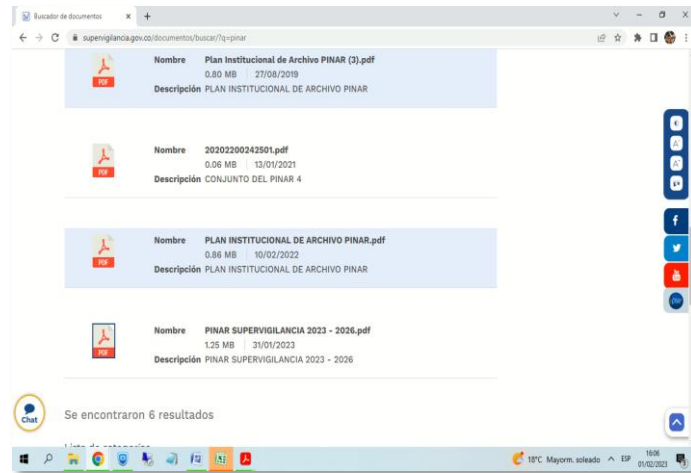 Buscador de documentos
supervigilancia.gov.co/documentos/buscar/?q=pinar
Nombre Plan Institucional de Archivo PINAR (3).pdf
0.80 MB 27/08/2019
Descripción PLAN INSTITUCIONAL DE ARCHIVO PINAR
PDF
Nombre 20202200242501.pdf
0.06 MB 13/01/2021
Descripción CONJUNTO DEL PINAR 4
PDF
Nombre PLAN INSTITUCIONAL DE ARCHIVO PINAR.pdf
0.86 MB 10/02/2022
Descripción PLAN INSTITUCIONAL DE ARCHIVO PINAR
PDF
Nombre PINAR SUPERVIGILANCIA 2023 - 2026.pdf
1.25 MB 31/01/2023
Descripción PINAR SUPERVIGILANCIA 2023 - 2026
PDF
Chat
Se encontraron 6 resultados
18°C Mayorm. soleado ESP
16:06
01/02/2023